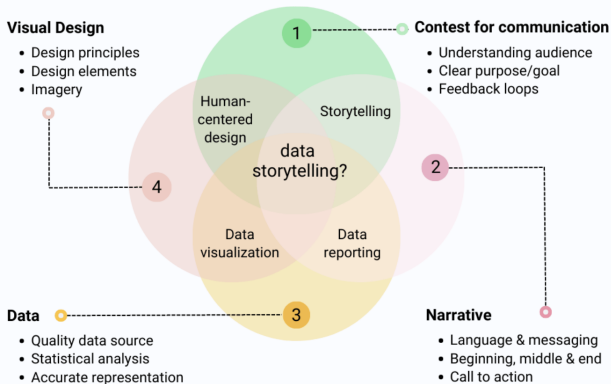 Visual Design
• Design principles
• Design elements
• Imagery
1
Contest for communication
• Understanding audience
• Clear purpose/goal
• Feedback loops
Human-
centered
design
Storytelling
data
storytelling?
4
2
Data
visualization
Data
reporting
3
Data
• Quality data source
• Statistical analysis
• Accurate representation
Narrative
• Language & messaging
• Beginning, middle & end
• Call to action